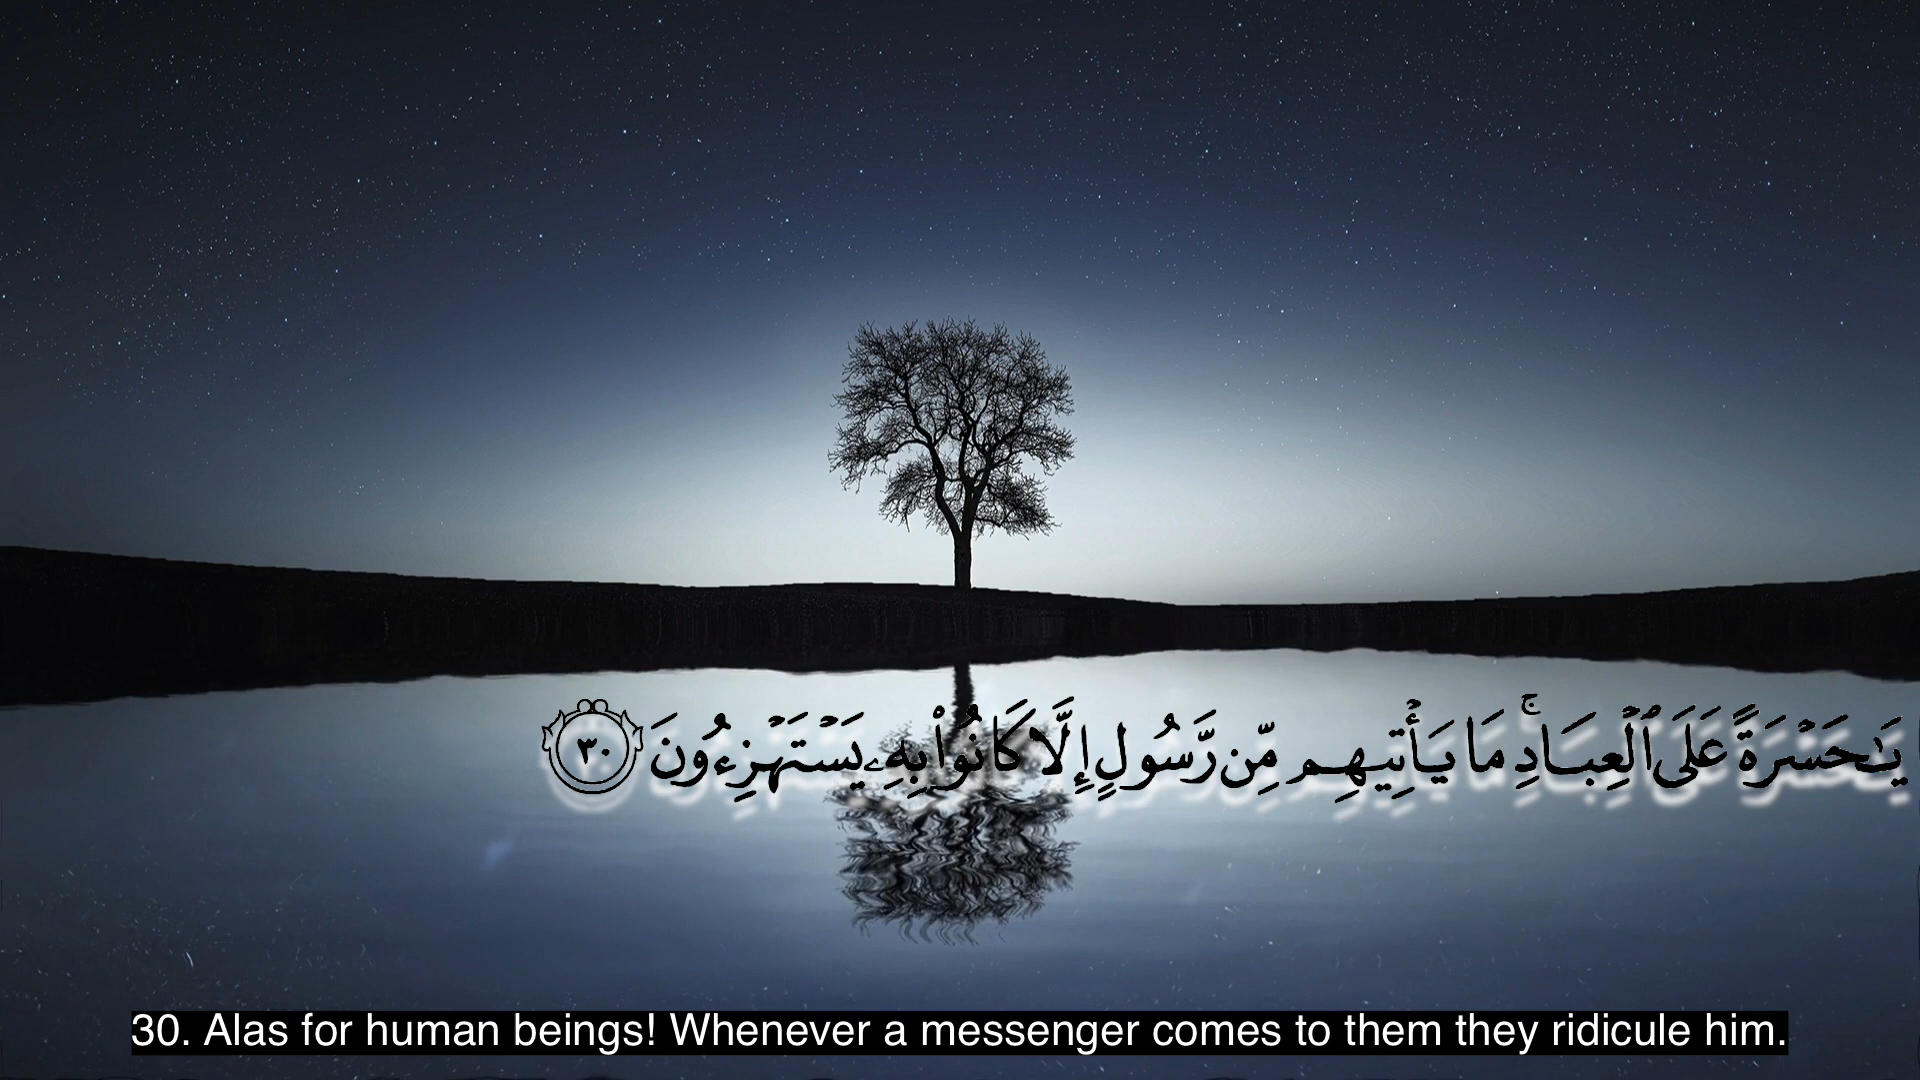 يَـٰحَسْرَةً عَلَى ٱلْعِبَادِ ۚ مَا يَأْتِيهِم مِّن رَّسُولٍ إِلَّا كَانُوا۟ بِهِۦ يَسْتَهْزِءُونَ ٣٠
30. Alas for human beings! Whenever a messenger comes to them they ridicule him.